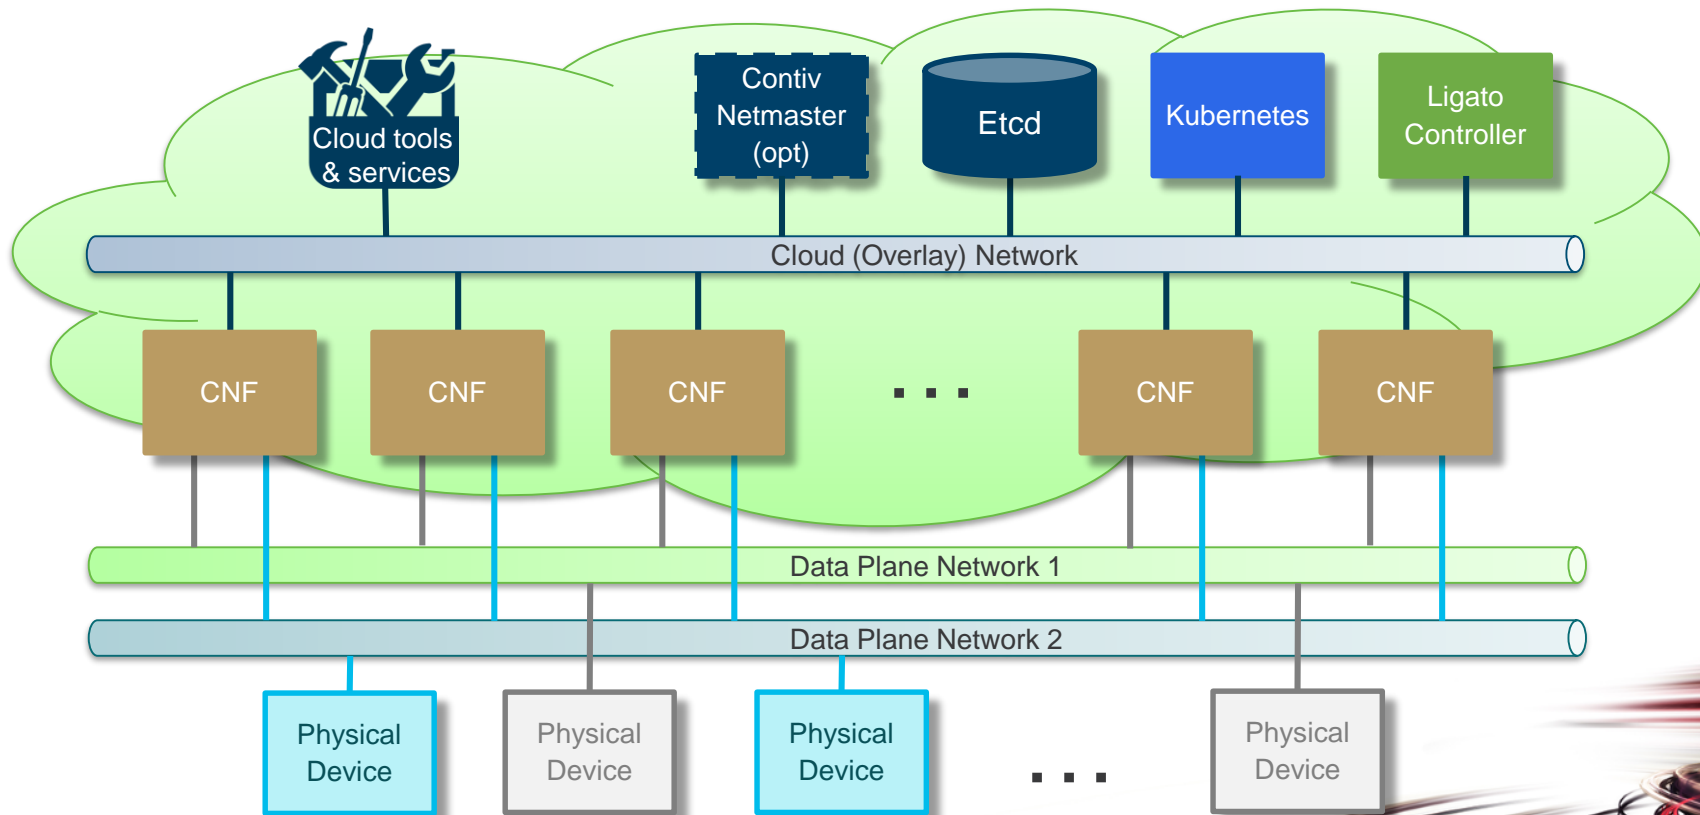 Cloud tools
& services
Contiv
Netmaster
(opt)
Etcd
Kubernetes
Ligato
Controller
Cloud (Overlay) Network
CNF
CNF
CNF
. . .
CNF
CNF
Data Plane Network 1
Data Plane Network 2
Physical
Device
Physical
Device
Physical
Device
. . .
Physical
Device